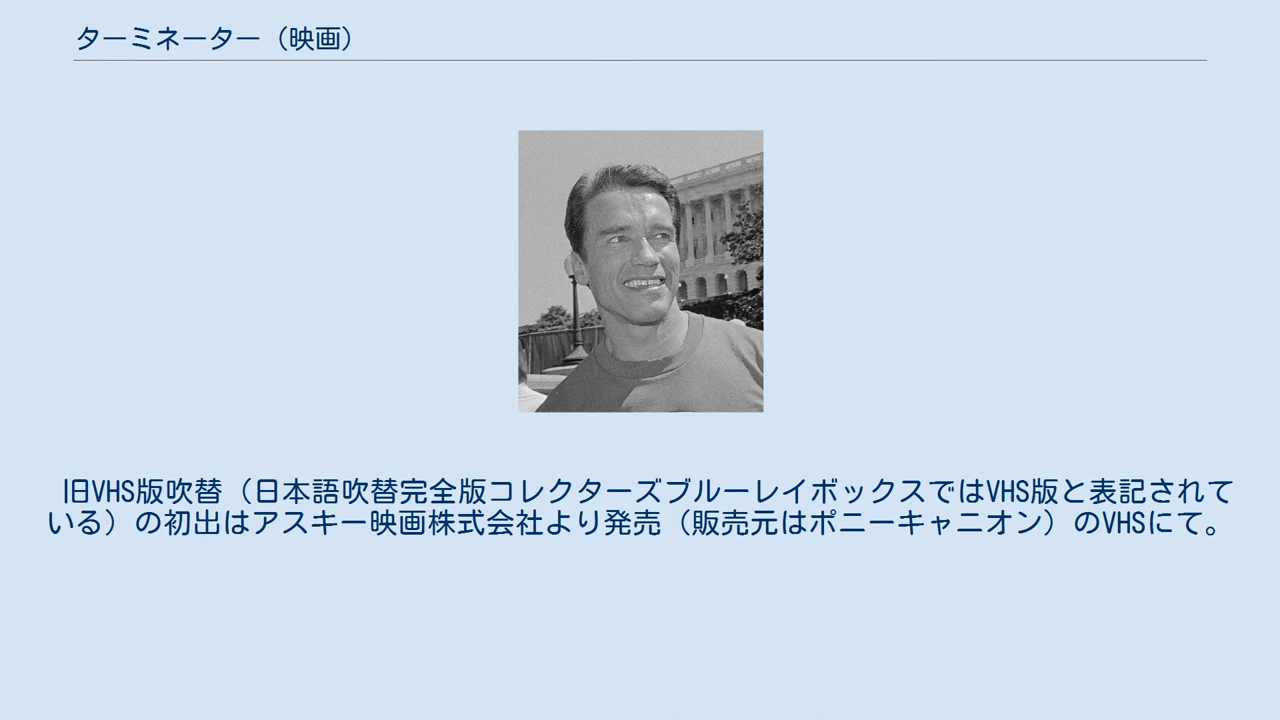 ターミネーター（映画）
旧VHS版吹替（日本語吹替完全版コレクターズブルーレイボックスではVHS版と表記されて
いる）の初出はアスキー映画株式会社より発売（販売元はポニーキャニオン）のVHSにて。